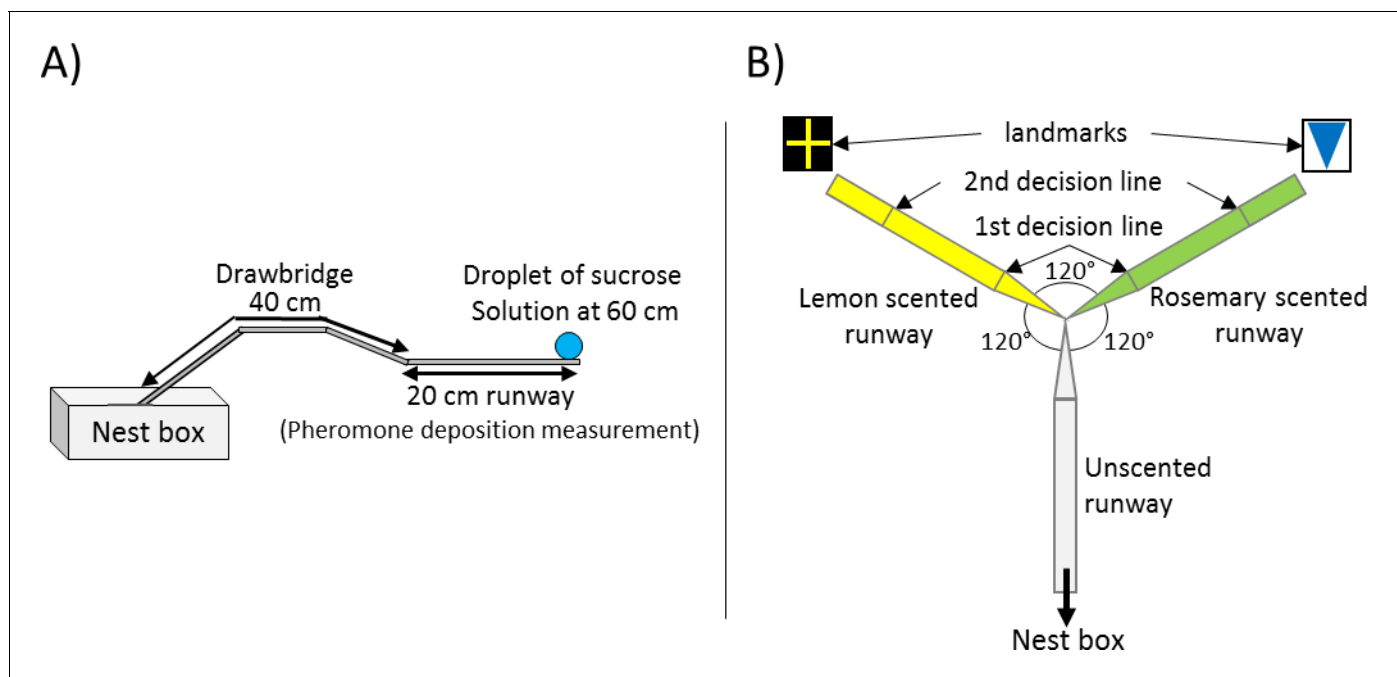 A)
Drawbridge
40 cm
Droplet of sucrose
Solution at 60 cm
20 cm runway
(Pheromone deposition measurement)
Nest box
B)
landmarks
2nd decision line
1st decision line
120°
Lemon scented
runway
Rosemary scented
runway
120°
120°
Unscented
runway
Nest box